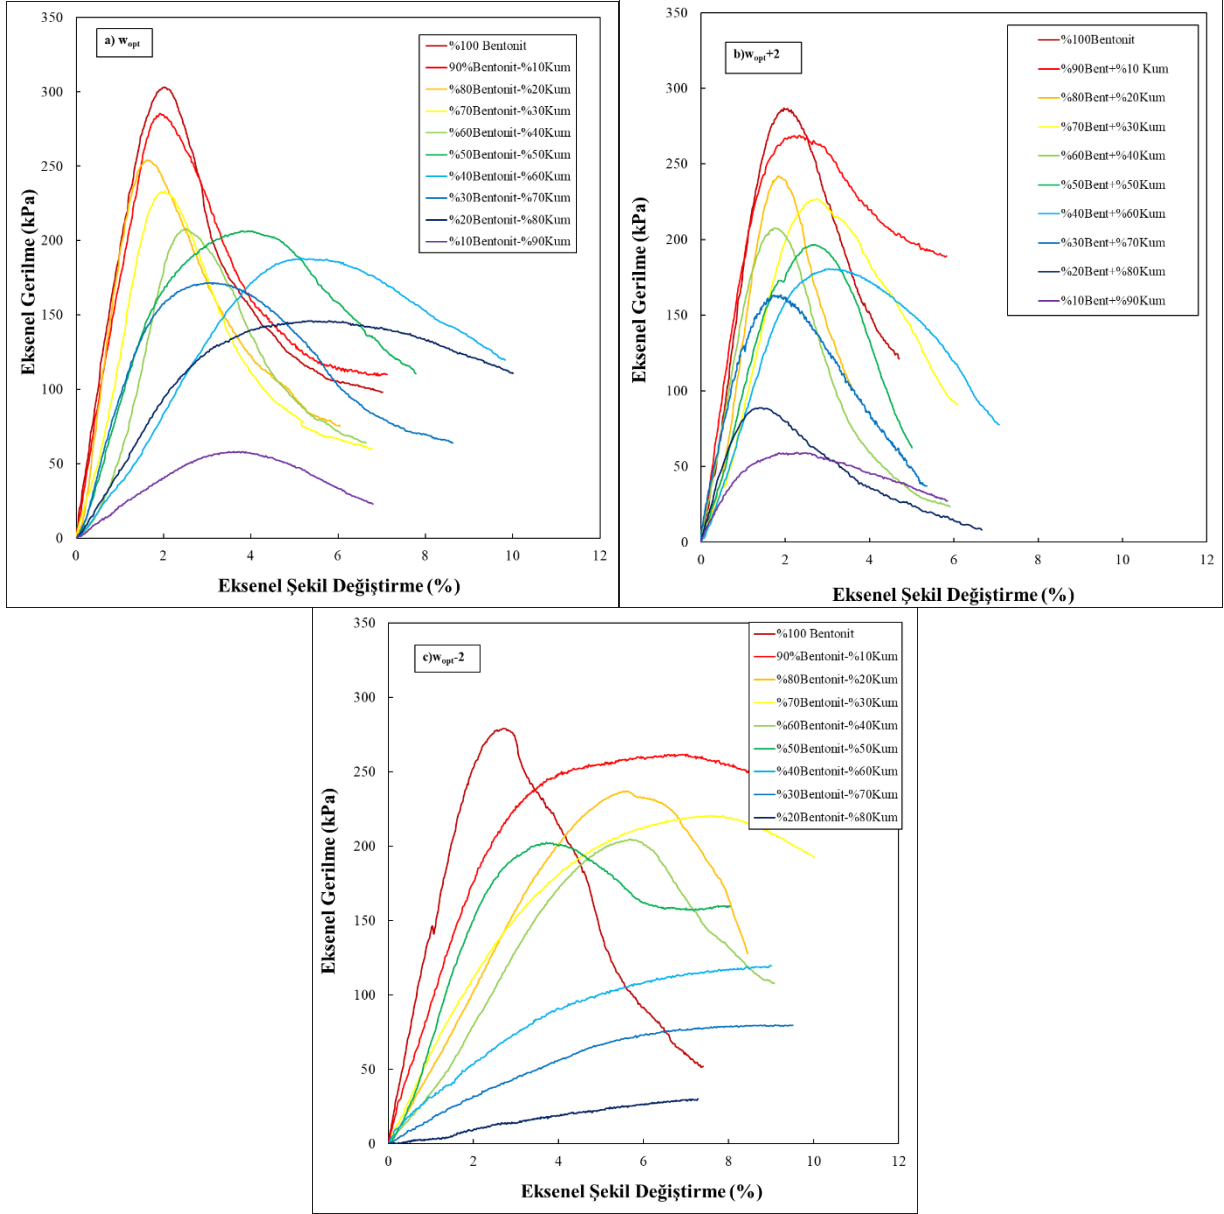 a) wopt
350
300
250
200
150
100
50
0
0 2 4 6 8 10 12
Eksenel Gerilme (kPa)
Eksenel Şekil Değiştirme (%)
%100 Bentonit
90%Bentonit-%10Kum
%80Bentonit-%20Kum
%70Bentonit-%30Kum
%60Bentonit-%40Kum
%50Bentonit-%50Kum
%40Bentonit-%60Kum
%30Bentonit-%70Kum
%20Bentonit-%80Kum
%10Bentonit-%90Kum
b)wopt+2
350
300
250
200
150
100
50
0
0 2 4 6 8 10 12
Eksenel Gerilme (kPa)
Eksenel Şekil Değiştirme (%)
%100Bentonit
%90Bent+%10 Kum
%80Bent+%20Kum
%70Bent+%30Kum
%60Bent+%40Kum
%50Bent+%50Kum
%40Bent+%60Kum
%30Bent+%70Kum
%20Bent+%80Kum
%10Bent+%90Kum
c)wopt-2
350
300
250
200
150
100
50
0
0 2 4 6 8 10 12
Eksenel Gerilme (kPa)
Eksenel Şekil Değiştirme (%)
%100 Bentonit
90%Bentonit-%10Kum
%80Bentonit-%20Kum
%70Bentonit-%30Kum
%60Bentonit-%40Kum
%50Bentonit-%50Kum
%40Bentonit-%60Kum
%30Bentonit-%70Kum
%20Bentonit-%80Kum